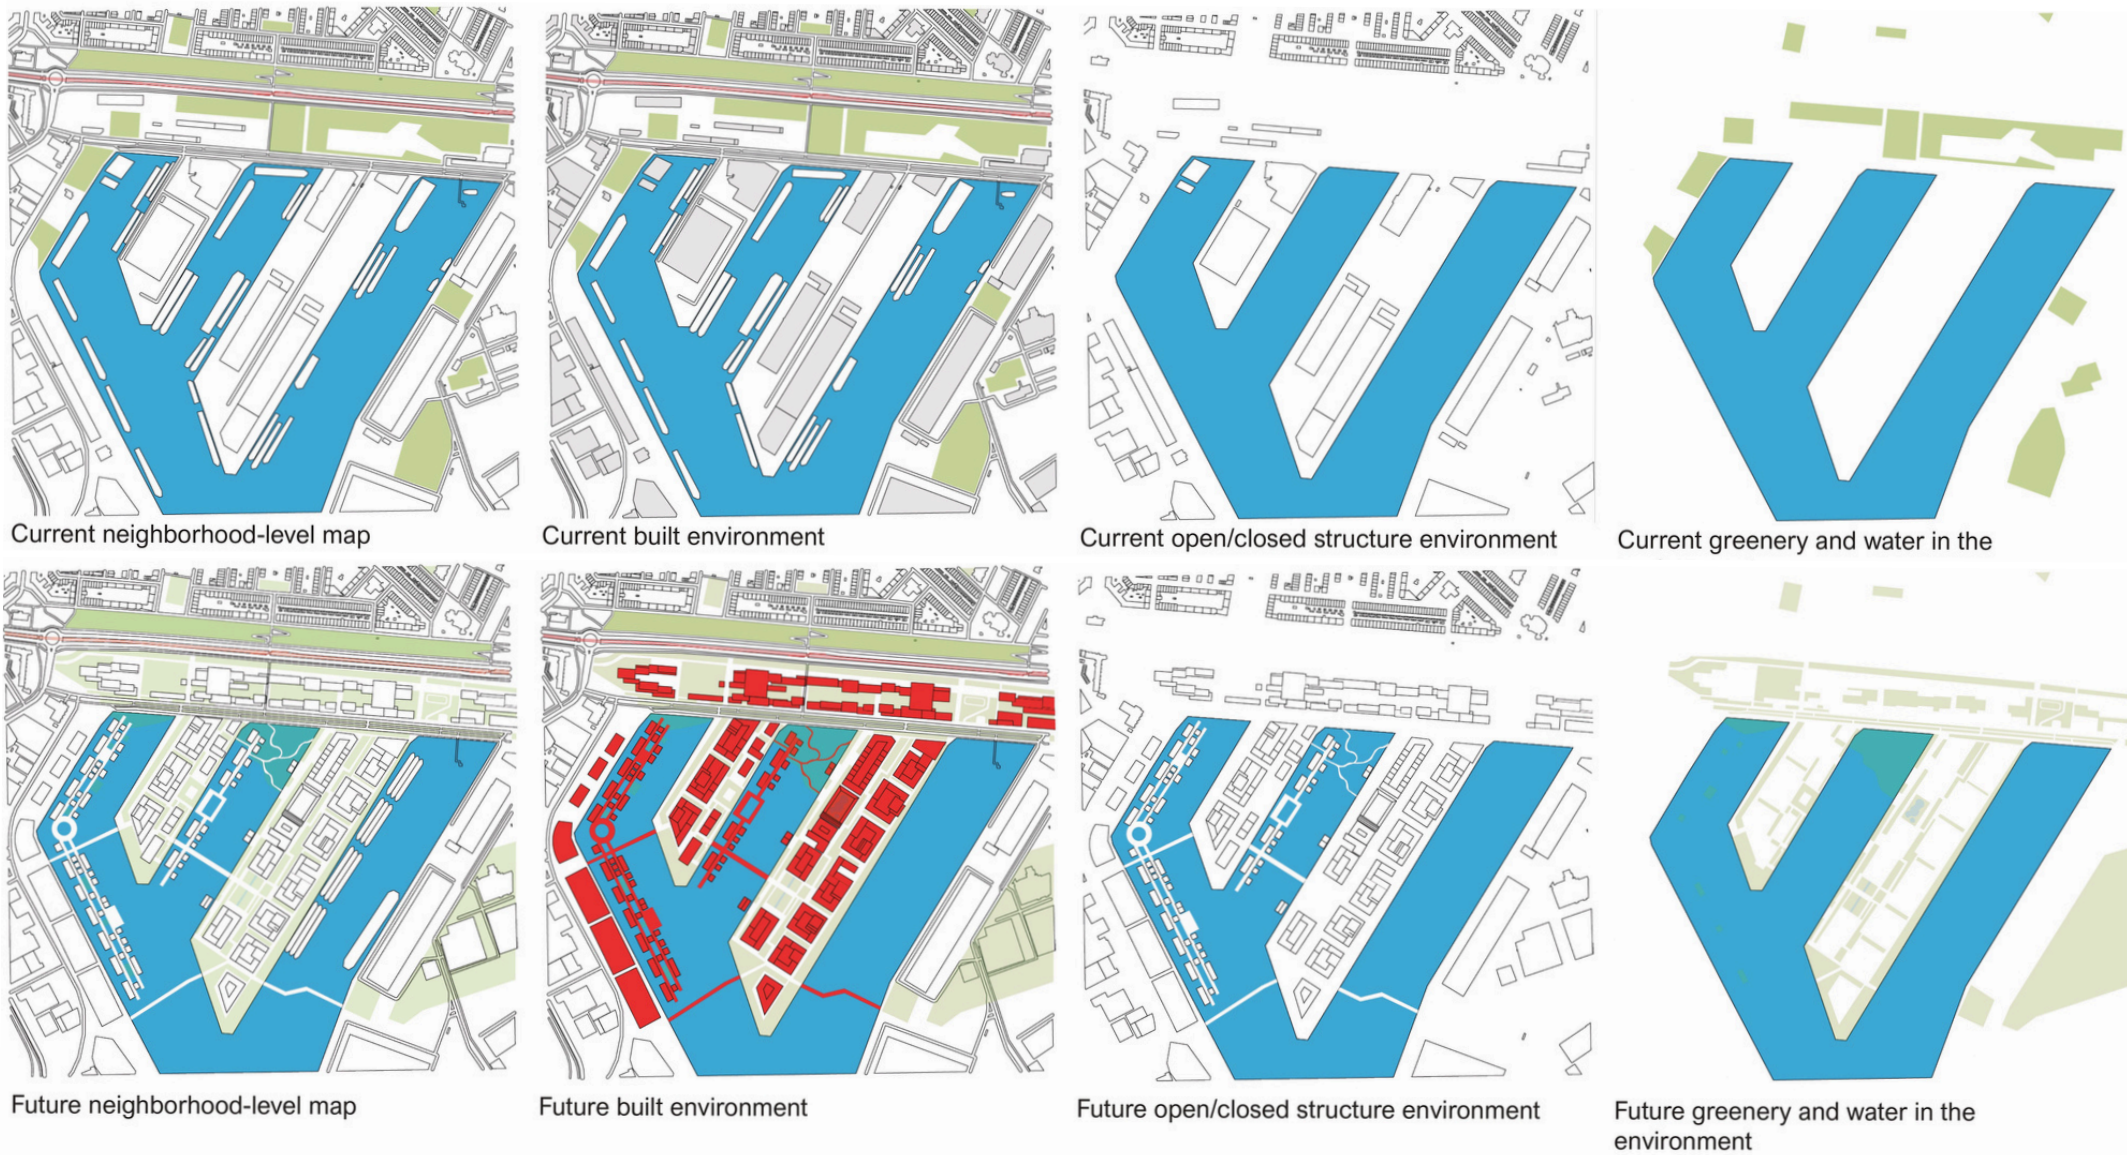 Current neighborhood-level map
Current built environment
Current open/closed structure environment
Current greenery and water in the
Future neighborhood-level map
Future built environment
Future open/closed structure environment
Future greenery and water in the
environment